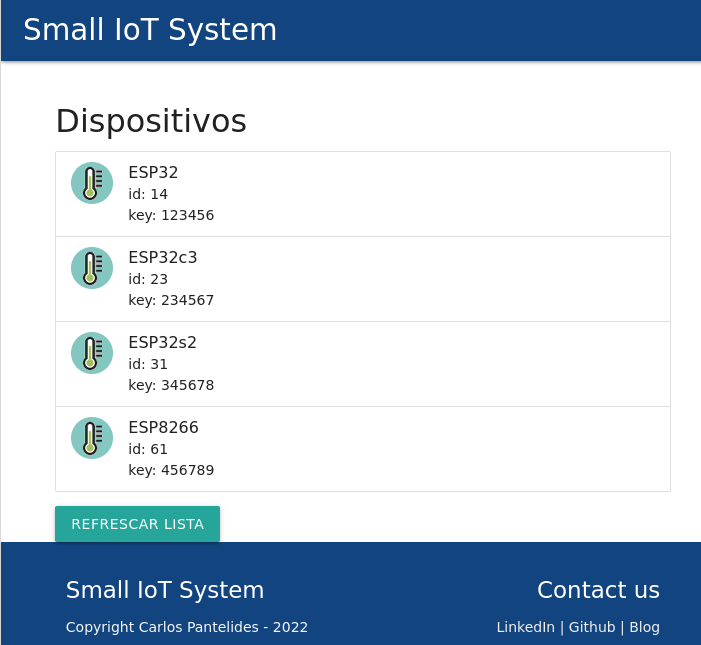 Small IoT System
Dispositivos
ESP32
id: 14
key: 123456
ESP32c3
id: 23
key: 234567
ESP32s2
id: 31
key: 345678
ESP8266
id: 61
key: 456789
REFRESCAR LISTA
Small IoT System
Contact us
Copyright Carlos Pantelides - 2022
LinkedIn | Github | Blog